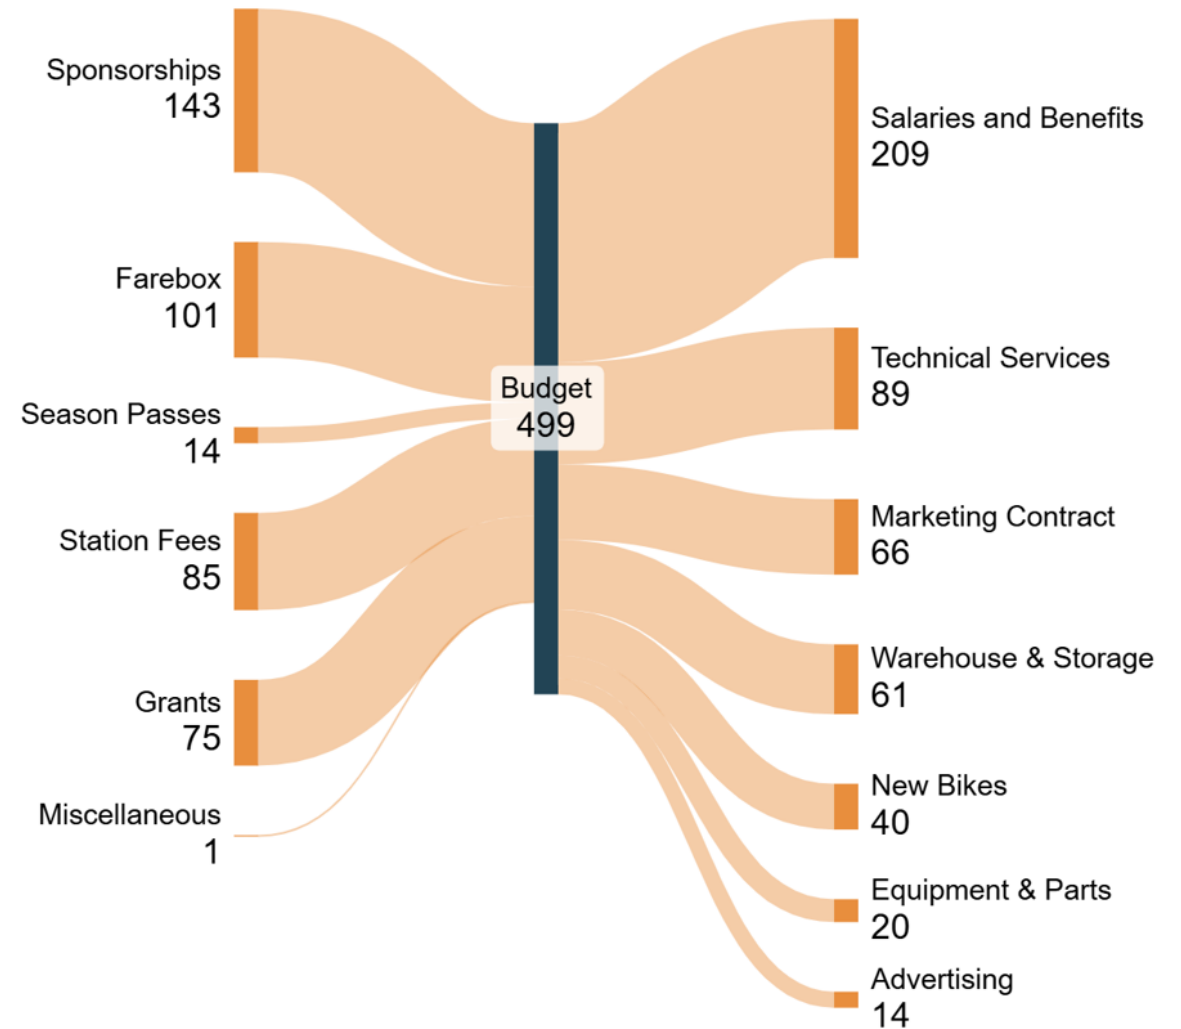 Sponsorships
143
Farebox
101
Season Passes
14
Station Fees
85
Grants
75
Miscellaneous
1
Budget
499
Salaries and Benefits
209
Technical Services
89
Marketing Contract
66
Warehouse & Storage
61
New Bikes
40
Equipment & Parts
20
Advertising
14